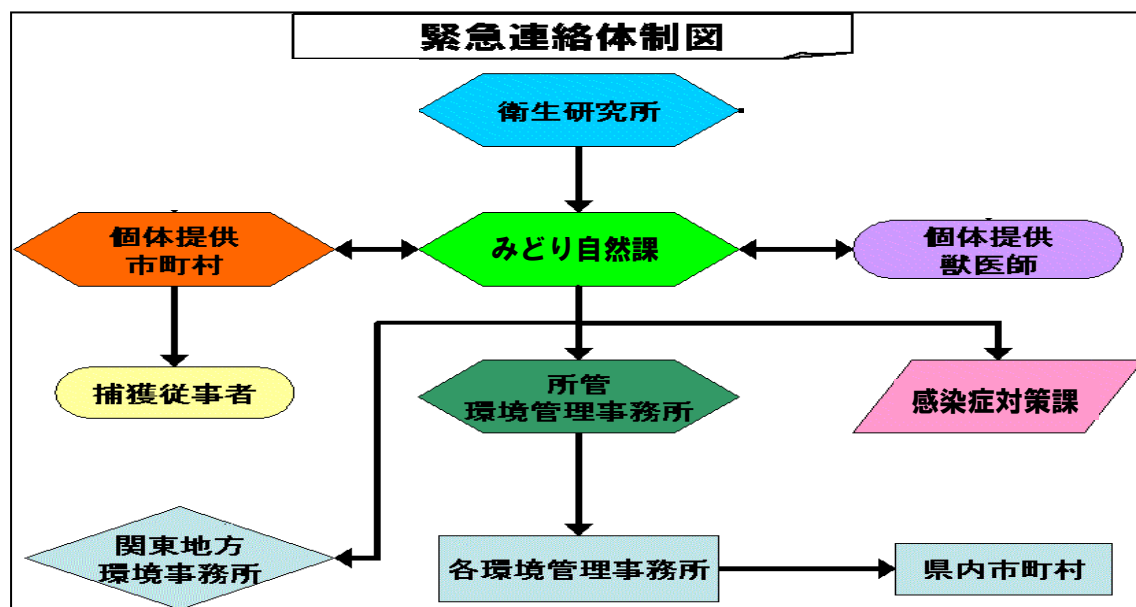 緊急連絡体制図
衛生研究所
個体提供
市町村
みどり自然課
個体提供
獣医師
捕獲従事者
所管
環境管理事務所
感染症対策課
関東地方
環境事務所
各環境管理事務所
県内市町村